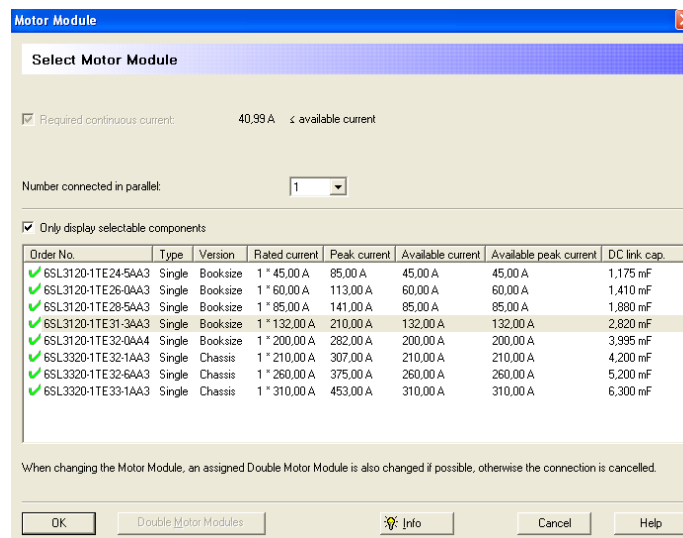 Motor Module
Select Motor Module
Required continuous current: 40,99 A ≤ available current
Number connected in parallel: 1
Only display selectable components
Order No. Type Version Rated current Peak current Available current Available peak current DC link cap.
6SL3120-1TE24-5AA3 Single Booksize 1 * 45,00 A 85,00 A 45,00 A 45,00 A 1,175 mF
6SL3120-1TE26-0AA3 Single Booksize 1 * 60,00 A 113,00 A 60,00 A 60,00 A 1,410 mF
6SL3120-1TE28-5AA3 Single Booksize 1 * 85,00 A 141,00 A 85,00 A 85,00 A 1,880 mF
6SL3120-1TE31-3AA3 Single Booksize 1 * 132,00 A 210,00 A 132,00 A 132,00 A 2,820 mF
6SL3120-1TE32-0AA4 Single Booksize 1 * 200,00 A 282,00 A 200,00 A 200,00 A 3,995 mF
6SL3320-1TE32-1AA3 Single Chassis 1 * 210,00 A 307,00 A 210,00 A 210,00 A 4,200 mF
6SL3320-1TE32-6AA3 Single Chassis 1 * 260,00 A 375,00 A 260,00 A 260,00 A 5,200 mF
6SL3320-1TE33-1AA3 Single Chassis 1 * 310,00 A 453,00 A 310,00 A 310,00 A 6,300 mF
When changing the Motor Module, an assigned Double Motor Module is also changed if possible, otherwise the connection is cancelled.
OK Double Motor Modules Info Cancel Help